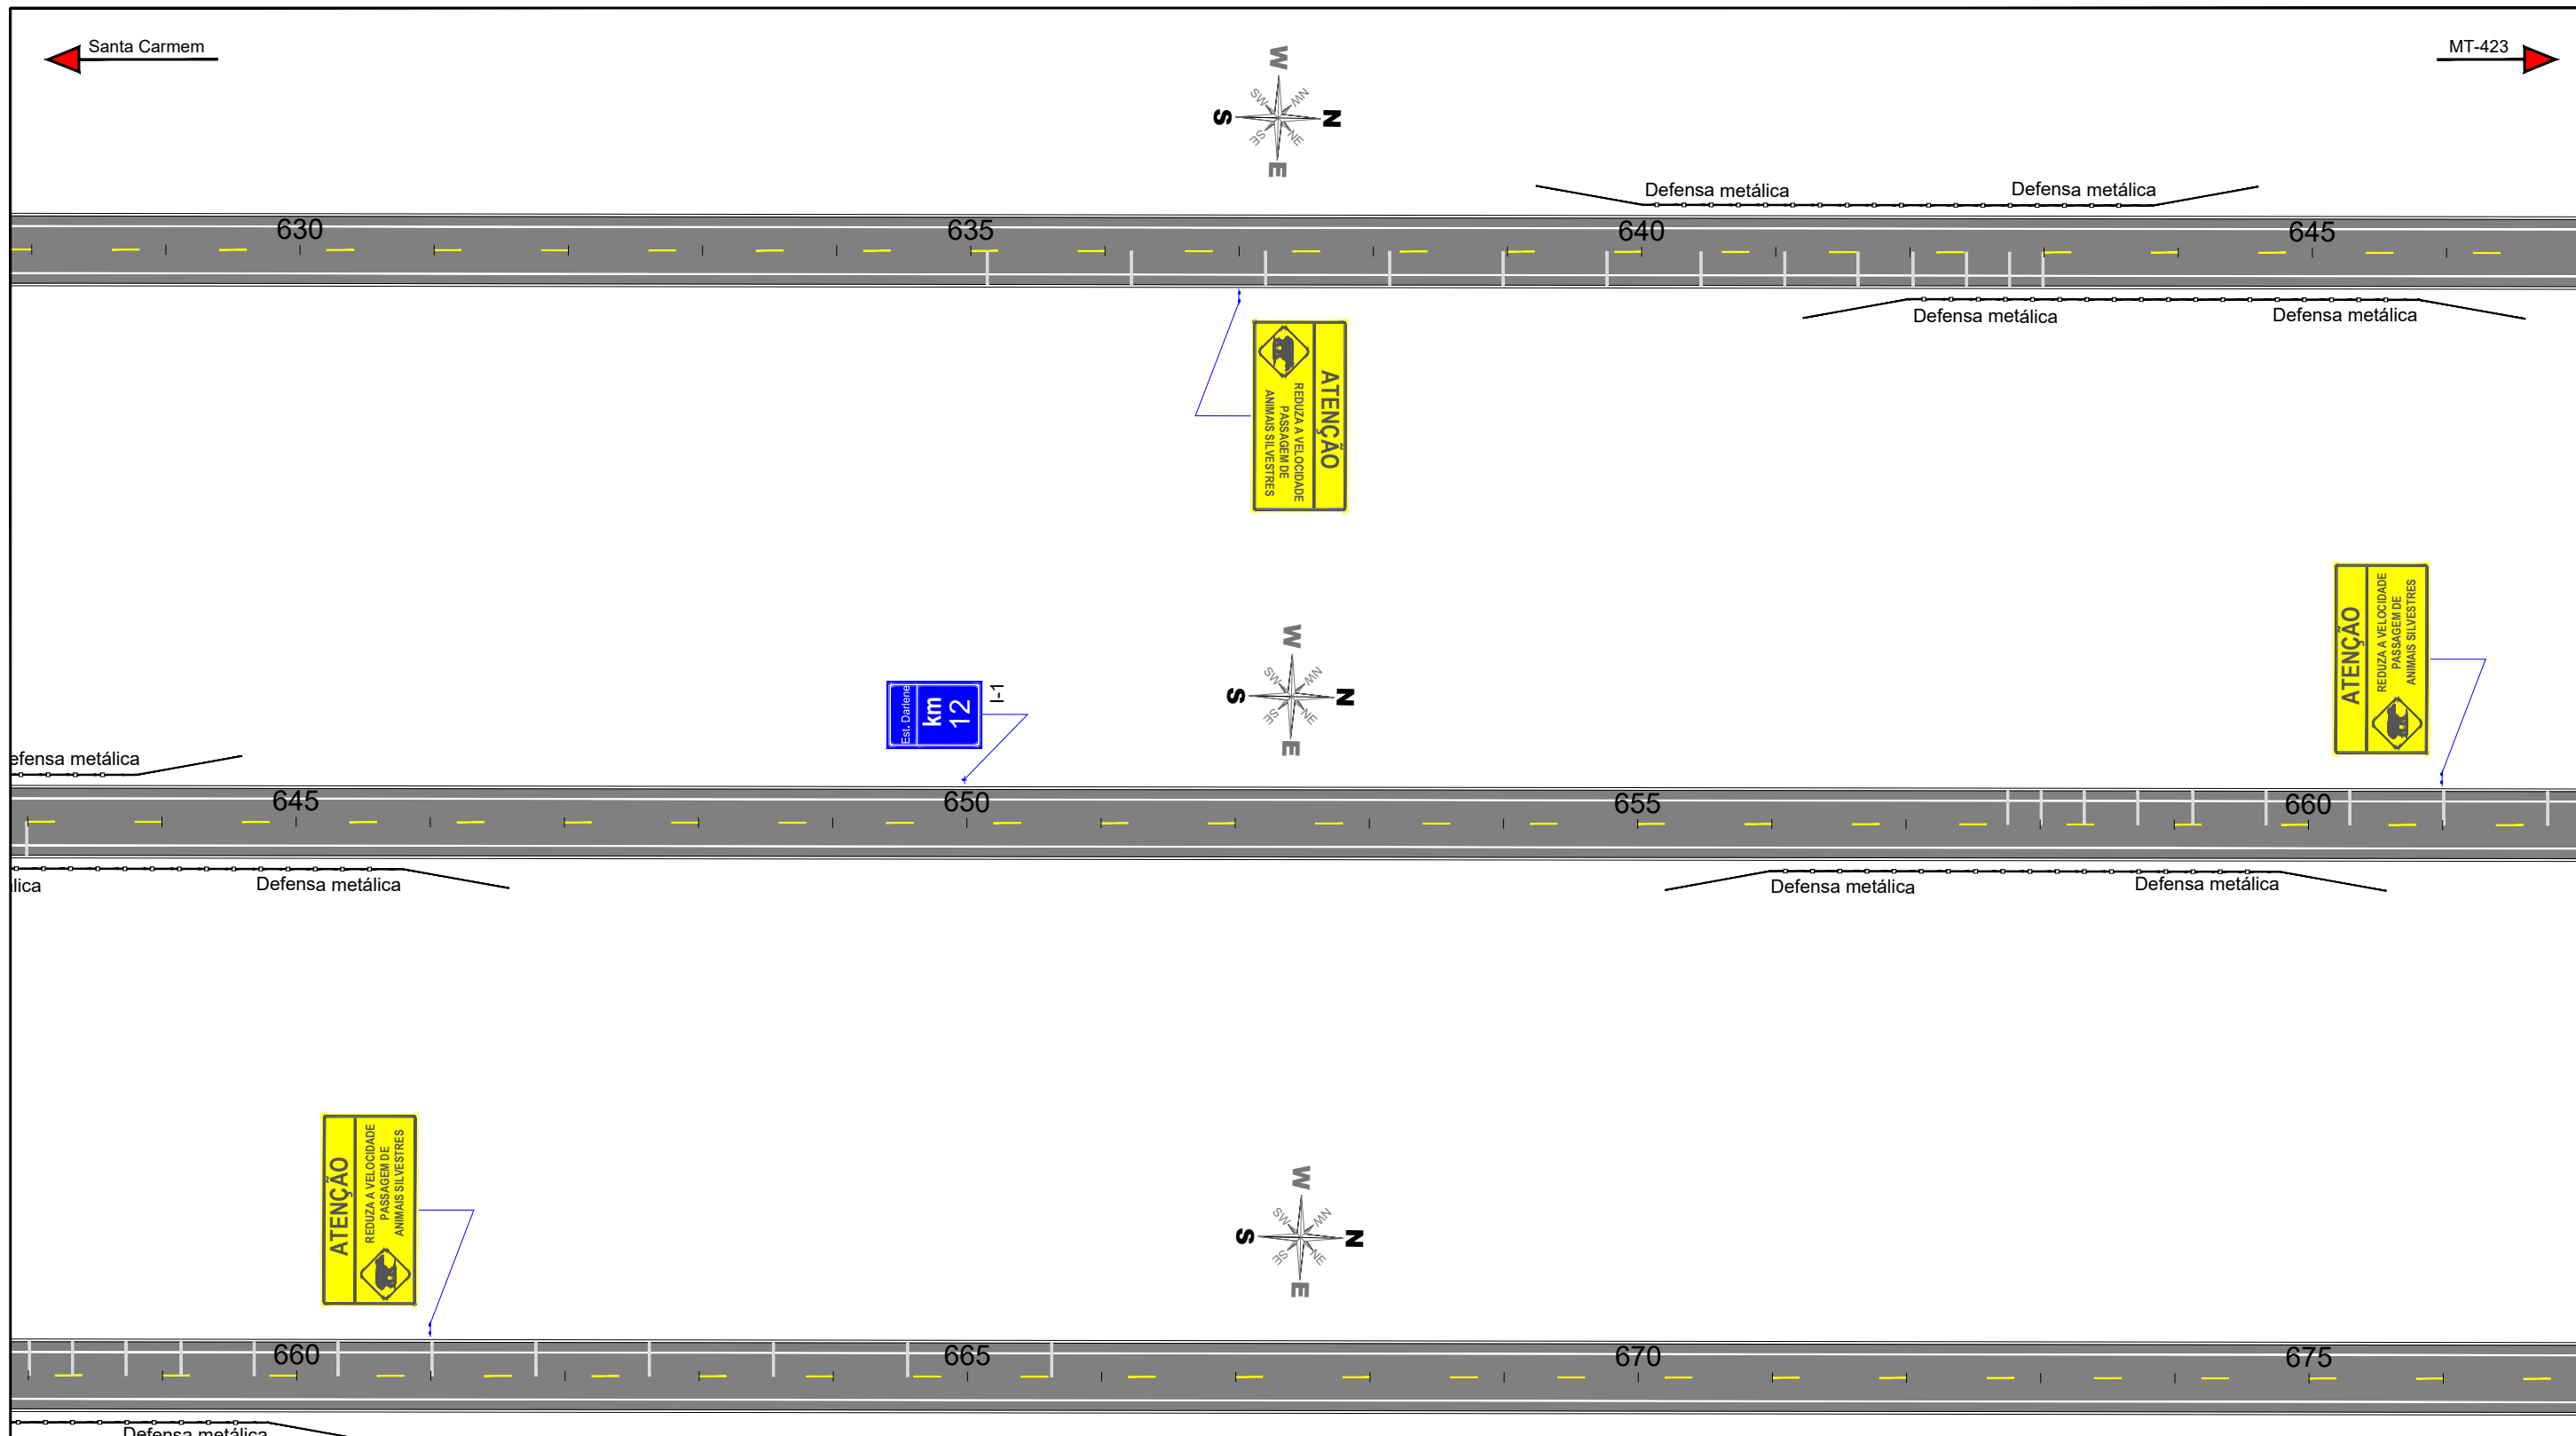 Santa Carmem
MT-423
W
SW
NW
S
N
SE
NE
E
Defensa metálica
Defensa metálica
630
635
640
645
Defensa metálica
Defensa metálica
ATENÇÃO
REDUZA A VELOCIDADE
PASSAGEM DE
ANIMAIS SILVESTRES
ATENÇÃO
REDUZA A VELOCIDADE
PASSAGEM DE
ANIMAIS SILVESTRES
W
SW
NW
S
N
SE
NE
E
Est. Darlene
km
12
I-1
efensa metálica
645
650
655
660
lica
Defensa metálica
Defensa metálica
Defensa metálica
ATENÇÃO
REDUZA A VELOCIDADE
PASSAGEM DE
ANIMAIS SILVESTRES
W
SW
NW
S
N
SE
NE
E
660
665
670
675
Defensa metálica